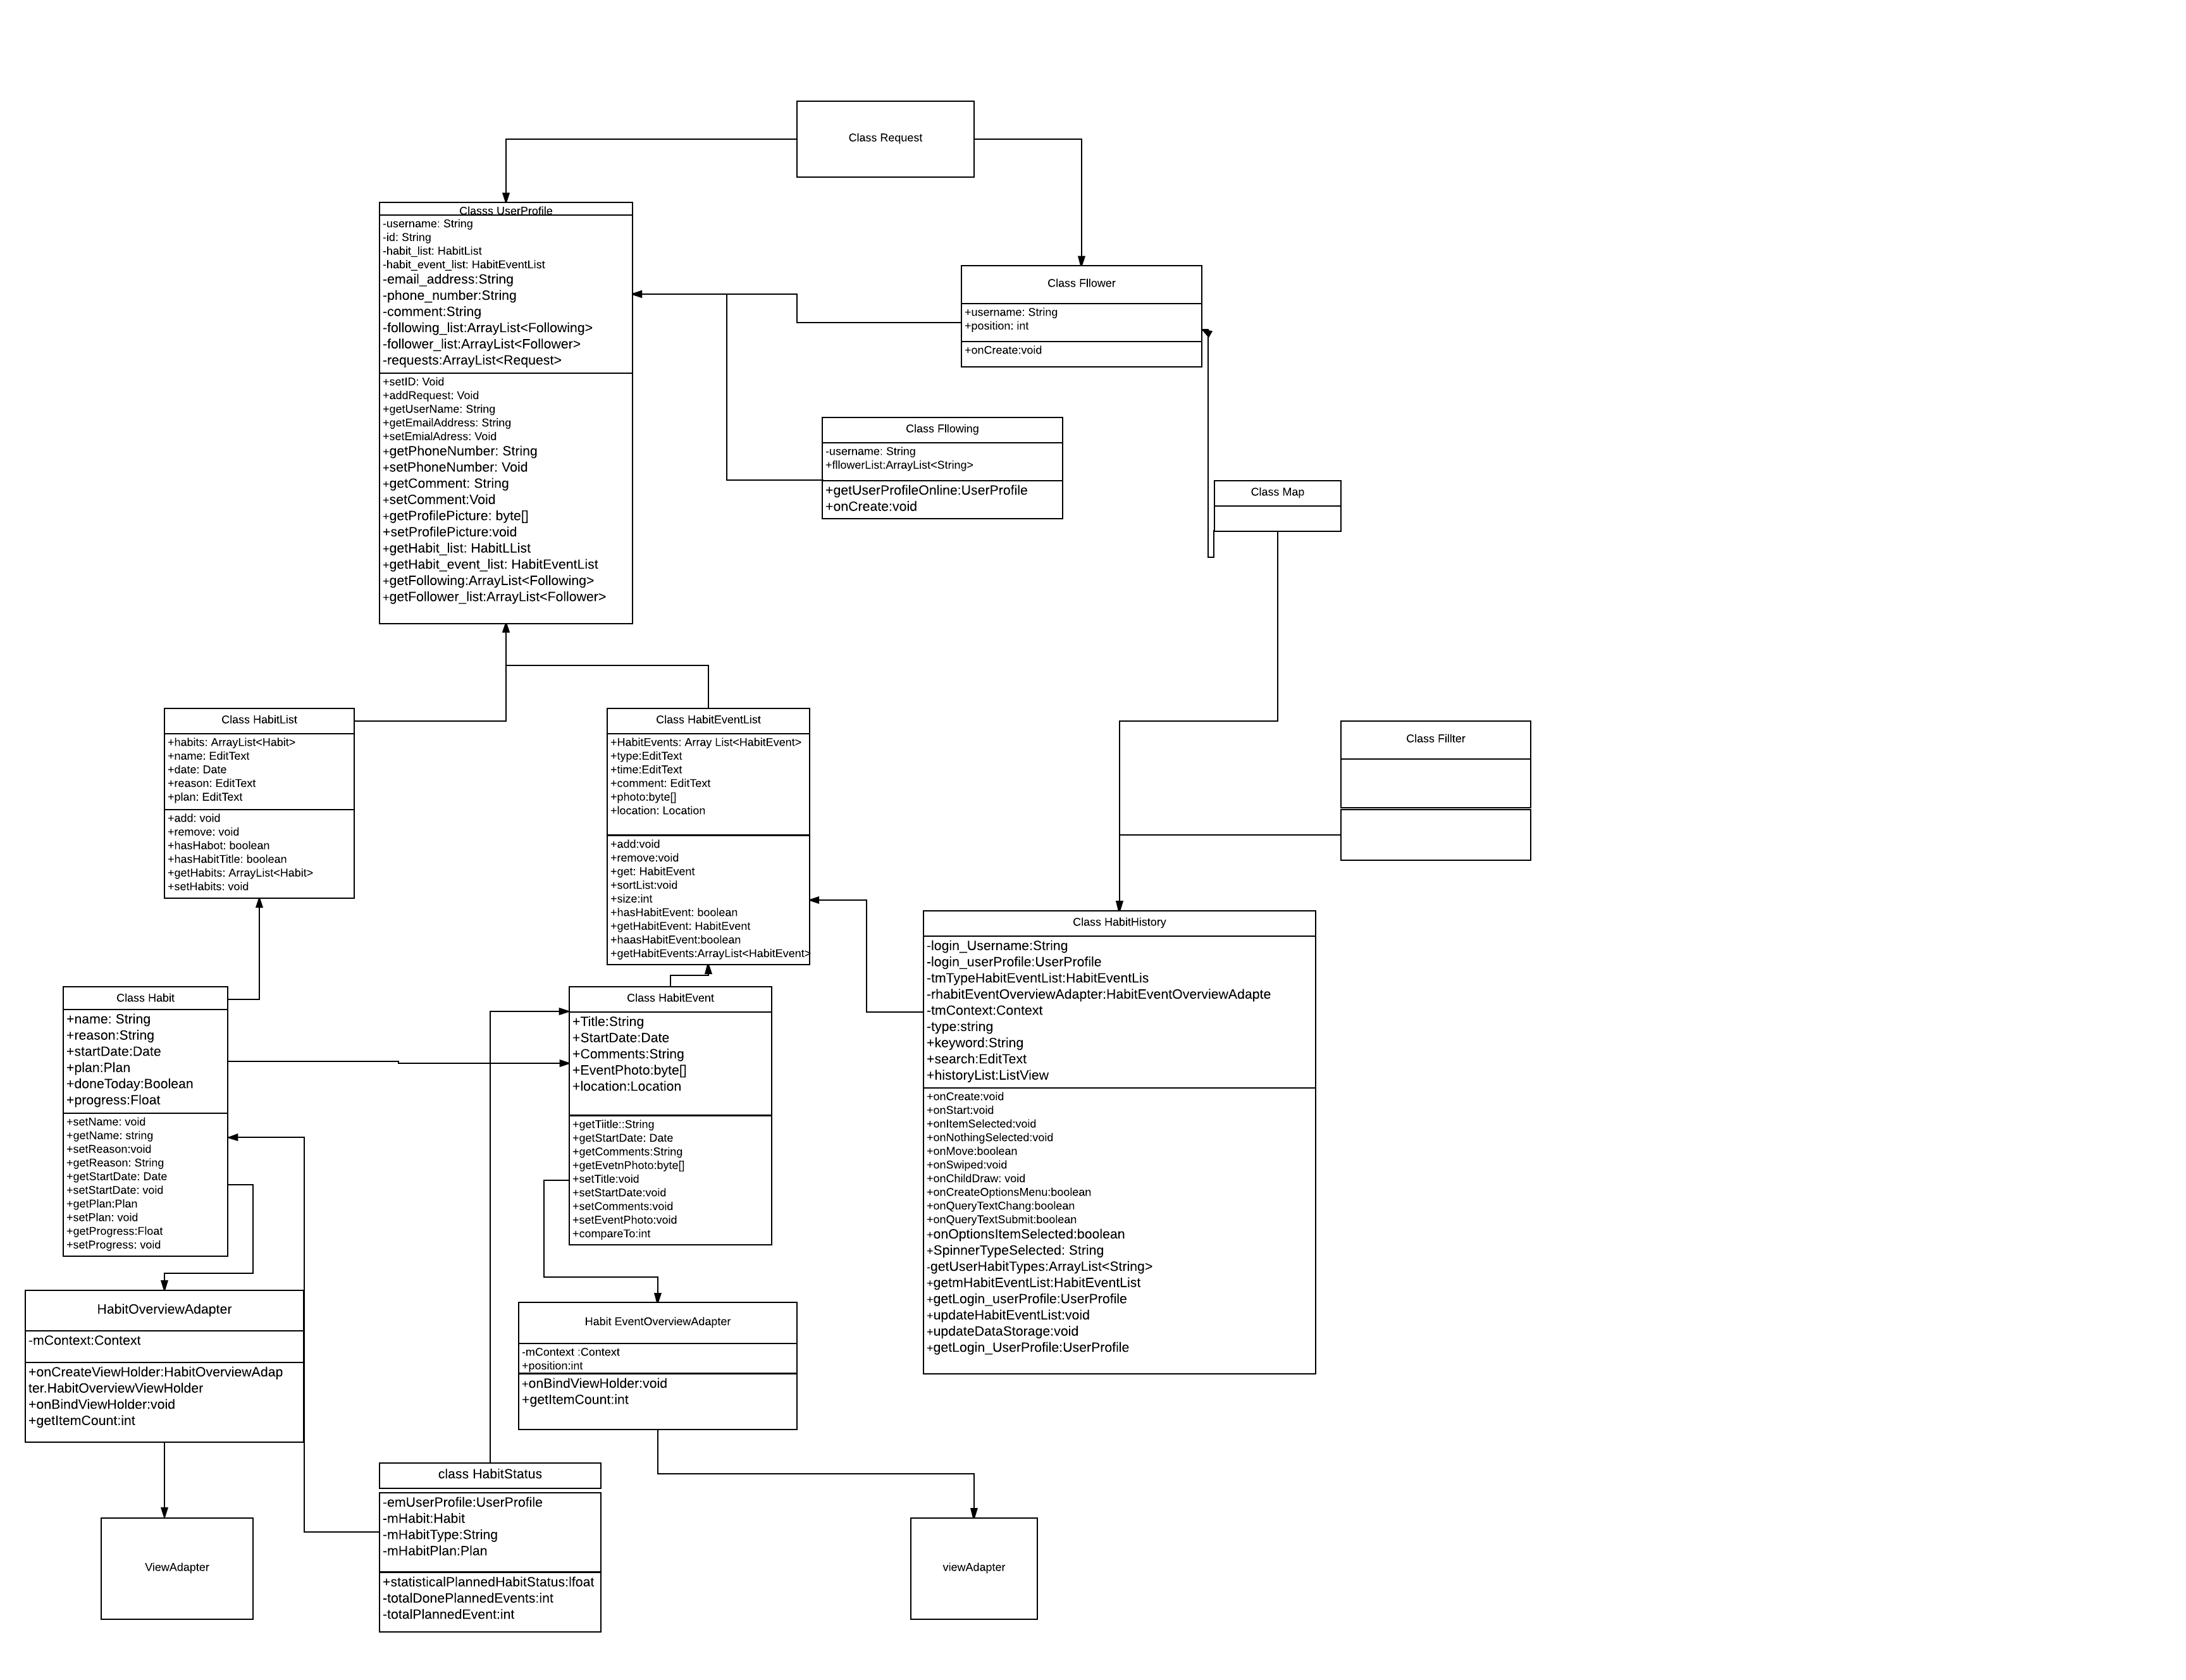 Class Request
Classs UserProfile
-username: String
-id: String
-habit_list: HabitList
-habit_event_list: HabitEventList
-email_address:String
-phone_number:String
-comment:String
-following_list:ArrayList<Following>
-follower_list:ArrayList<Follower>
-requests:ArrayList<Request>
+setID: Void
+addRequest: Void
+getUserName: String
+getEmailAddress: String
+setEmialAdress: Void
+getPhoneNumber: String
+setPhoneNumber: Void
+getComment: String
+setComment:Void
+getProfilePicture: byte[]
+setProfilePicture:void
+getHabit_list: HabitLList
+getHabit_event_list: HabitEventList
+getFollowing:ArrayList<Following>
+getFollower_list:ArrayList<Follower>
Class Fllower
+username: String
+position: int
+onCreate:void
Class Fllowing
-username: String
+fllowerList:ArrayList<String>
+getUserProfileOnline:UserProfile
+onCreate:void
Class Map
Class HabitList
+habits: ArrayList<Habit>
+name: EditText
+date: Date
+reason: EditText
+plan: EditText
+add: void
+remove: void
+hasHabot: boolean
+hasHabitTitle: boolean
+getHabits: ArrayList<Habit>
+setHabits: void
Class HabitEventList
+HabitEvents: Array List<HabitEvent>
+type:EditText
+time:EditText
+comment: EditText
+photo:byte[]
+location: Location
+add:void
+remove:void
+get: HabitEvent
+sortList:void
+size:int
+hasHabitEvent: boolean
+getHabitEvent: HabitEvent
+haasHabitEvent:boolean
+getHabitEvents:ArrayList<HabitEvent>
Class Fillter
Class HabitHistory
-login_Username:String
-login_userProfile:UserProfile
-tmTypeHabitEventList:HabitEventLis
-rhabitEventOverviewAdapter:HabitEventOverviewAdapte
-tmContext:Context
-type:string
+keyword:String
+search:EditText
+historyList:ListView
+onCreate:void
+onStart:void
+onItemSelected:void
+onNothingSelected:void
+onMove:boolean
+onSwiped:void
+onChildDraw: void
+onCreateOptionsMenu:boolean
+onQueryTextChang:boolean
+onQueryTextSubmit:boolean
+onOptionsItemSelected:boolean
+SpinnerTypeSelected: String
-getUserHabitTypes:ArrayList<String>
+getmHabitEventList:HabitEventList
+getLogin_userProfile:UserProfile
+updateHabitEventList:void
+updateDataStorage:void
+getLogin_UserProfile:UserProfile
Class Habit
+name: String
+reason:String
+startDate:Date
+plan:Plan
+doneToday:Boolean
+progress:Float
+setName: void
+getName: string
+setReason:void
+getReason: String
+getStartDate: Date
+setStartDate: void
+getPlan:Plan
+setPlan: void
+getProgress:Float
+setProgress: void
Class HabitEvent
+Title:String
+StartDate:Date
+Comments:String
+EventPhoto:byte[]
+location:Location
+getTiitle::String
+getStartDate: Date
+getComments:String
+getEvetnPhoto:byte[]
+setTitle:void
+setStartDate:void
+setComments:void
+setEventPhoto:void
+compareTo:int
HabitOverviewAdapter
-mContext:Context
+onCreateViewHolder:HabitOverviewAdap
ter.HabitOverviewViewHolder
+onBindViewHolder:void
+getItemCount:int
Habit EventOverviewAdapter
-mContext :Context
+position:int
+onBindViewHolder:void
+getItemCount:int
class HabitStatus
-emUserProfile:UserProfile
-mHabit:Habit
-mHabitType:String
-mHabitPlan:Plan
+statisticalPlannedHabitStatus:lfoat
-totalDonePlannedEvents:int
-totalPlannedEvent:int
ViewAdapter
viewAdapter